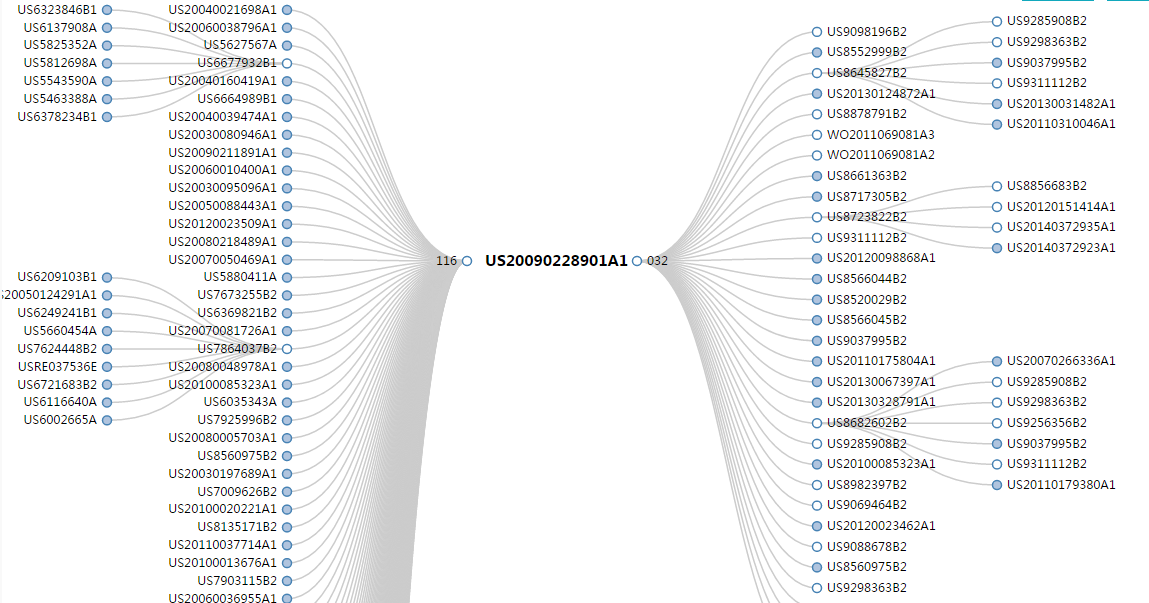 US6323846B1
US6137908A
US5825352A
US5812698A
US5543590A
US5463388A
US6378234B1
US6209103B1
S20050124291A1
US6249241B1
US5660454A
US7624448B2
USRE037536E
US6721683B2
US6116640A
US6002665A
US20040021698A1
US20060038796A1
US5627567A
US6677932B1
US20040160419A1
US6664989B1
US20040039474A1
US20030080946A1
US20090211891A1
US20060010400A1
US20030095096A1
US20050088443A1
US20120023509A1
US20080218489A1
US20070050469A1
US5880411A
US7673255B2
US6369821B2
US20070081726A1
US7864037B2
US20080048978A1
US20100085323A1
US6035343A
US7925996B2
US20080005703A1
US8560975B2
US20030197689A1
US7009626B2
US20100020221A1
US8135171B2
US20110037714A1
US20100013676A1
US7903115B2
US20060036955A1
116 US20090228901A1 032
US9098196B2
US8552999B2
US8645827B2
US20130124872A1
US8878791B2
WO2011069081A3
WO2011069081A2
US8661363B2
US8717305B2
US8723822B2
US9311112B2
US20120098868A1
US8566044B2
US8520029B2
US8566045B2
US9037995B2
US20110175804A1
US20130067397A1
US20130328791A1
US8682602B2
US9285908B2
US20100085323A1
US8982397B2
US9069464B2
US20120023462A1
US9088678B2
US8560975B2
US9298363B2
US9285908B2
US9298363B2
US9037995B2
US9311112B2
US20130031482A1
US20110310046A1
US8856683B2
US20120151414A1
US20140372935A1
US20140372923A1
US20070266336A1
US9285908B2
US9298363B2
US9256356B2
US9037995B2
US9311112B2
US20110179380A1